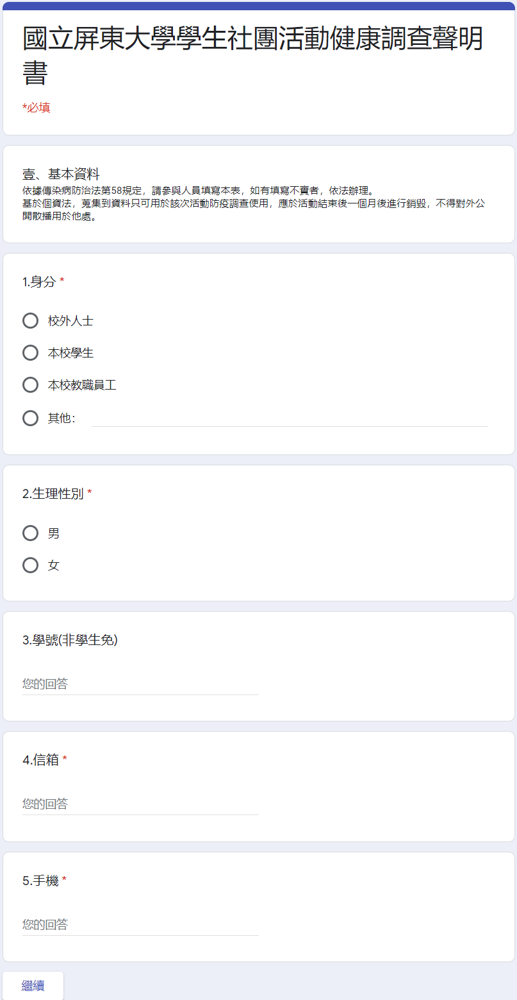 國立屏東大學學生社團活動健康調查聲明
書
*必填
壹、基本資料
依據傳染病防治法第58規定，請參與人員填寫本表，如有填寫不實者，依法辦理。
基於個資法，蒐集到資料只可用於該次活動防疫調查使用，應於活動結束後一個月後進行銷毀，不得對外公
開散播用於他處。
1.身分 *
校外人士
本校學生
本校教職員工
其他：
2.生理性別 *
男
女
3.學號(非學生免)
您的回答
4.信箱 *
您的回答
5.手機 *
您的回答
繼續